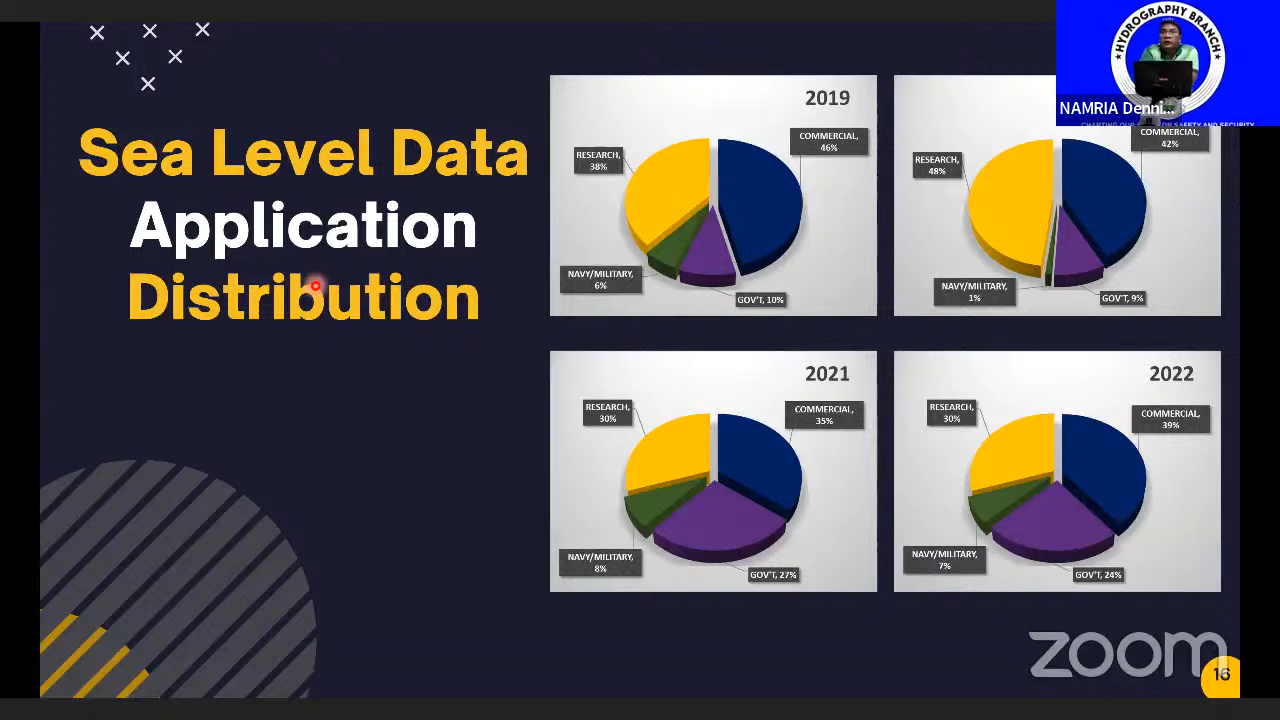 Sea Level Data
Application
Distribution
2019
COMMERCIAL,
46%
RESEARCH,
38%
NAVY/MILITARY,
6%
GOV'T, 10%
COMMERCIAL,
42%
RESEARCH,
48%
NAVY/MILITARY,
1%
GOV'T, 9%
2021
COMMERCIAL,
35%
RESEARCH,
30%
NAVY/MILITARY,
8%
GOV'T, 27%
2022
COMMERCIAL,
39%
RESEARCH,
30%
NAVY/MILITARY,
7%
GOV'T, 24%
HYDROGRAPHY BRANCH
NAMRIA Denni...
zoom
16